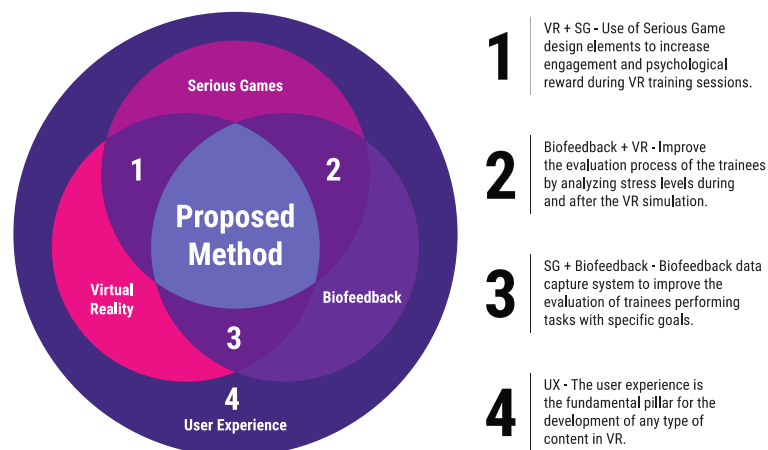 Serious Games
1
2
Proposed
Method
Virtual
Reality
Biofeedback
3
4
User Experience
1
VR + SG - Use of Serious Game
design elements to increase
engagement and psychological
reward during VR training sessions.
2
Biofeedback + VR - Improve
the evaluation process of the trainees
by analyzing stress levels during
and after the VR simulation.
3
SG + Biofeedback - Biofeedback data
capture system to improve the
evaluation of trainees performing
tasks with specific goals.
4
UX - The user experience is
the fundamental pillar for the
development of any type of
content in VR.